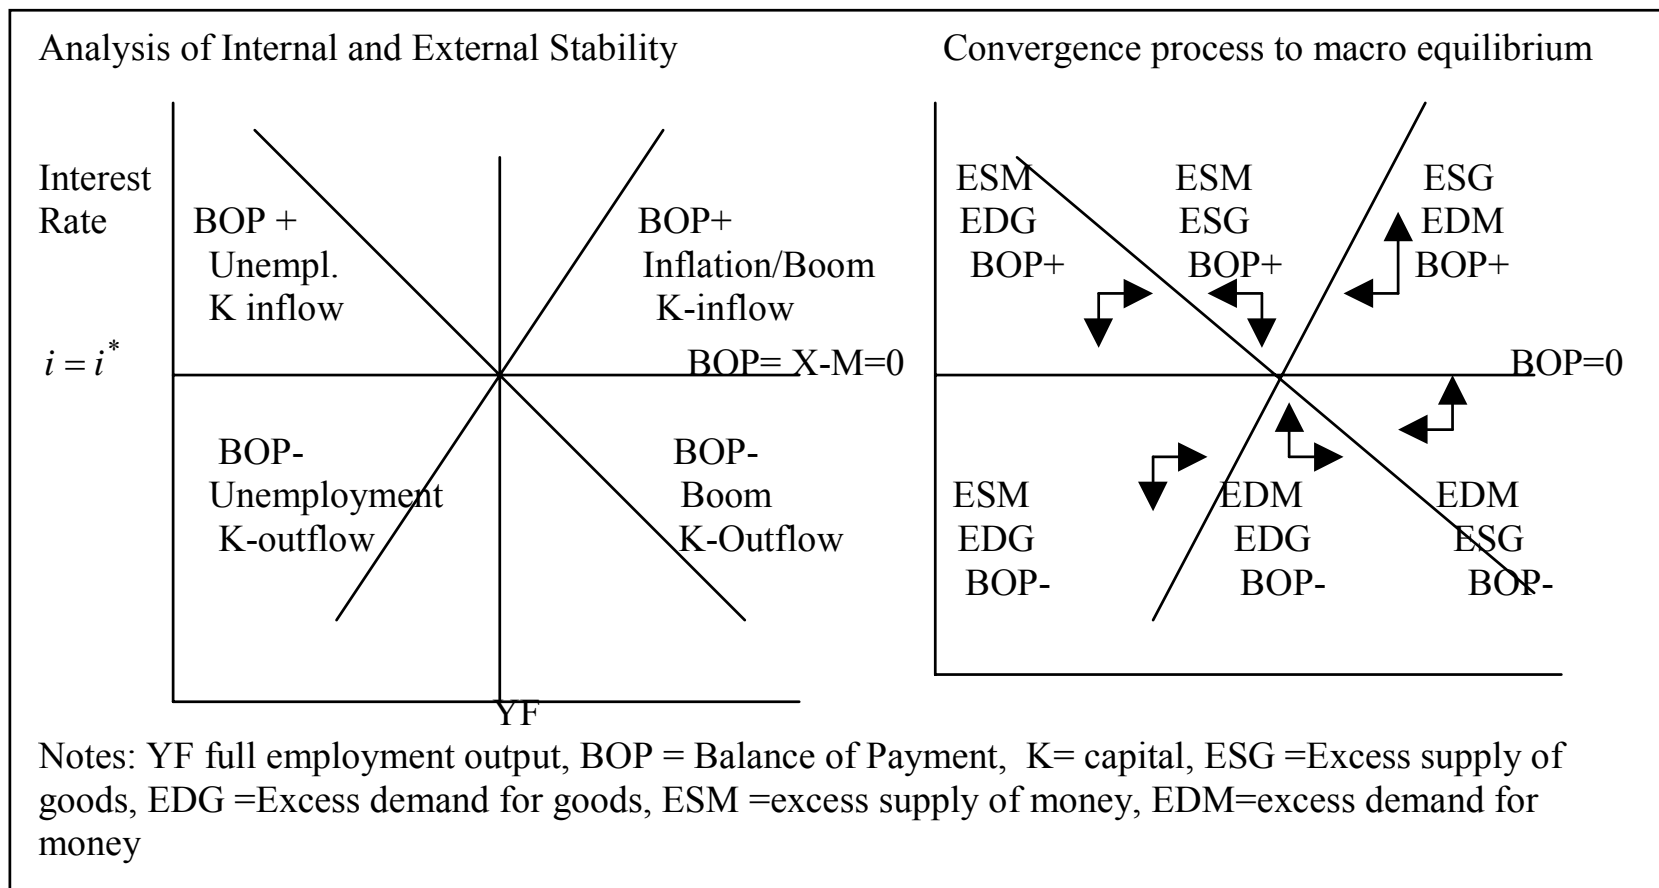 Analysis of Internal and External Stability
Convergence process to macro equilibrium
Interest
Rate
BOP +
Unempl.
K inflow
BOP+
Inflation/Boom
K-inflow
i = i*
BOP= X-M=0
BOP-
Unemployment
K-outflow
BOP-
Boom
K-Outflow
YF
ESM
EDG
BOP+
ESM
ESG
BOP+
ESG
EDM
BOP+
BOP=0
ESM
EDG
BOP-
EDM
EDG
BOP-
EDM
ESG
BOP-
Notes: YF full employment output, BOP = Balance of Payment, K= capital, ESG =Excess supply of
goods, EDG =Excess demand for goods, ESM =excess supply of money, EDM=excess demand for
money